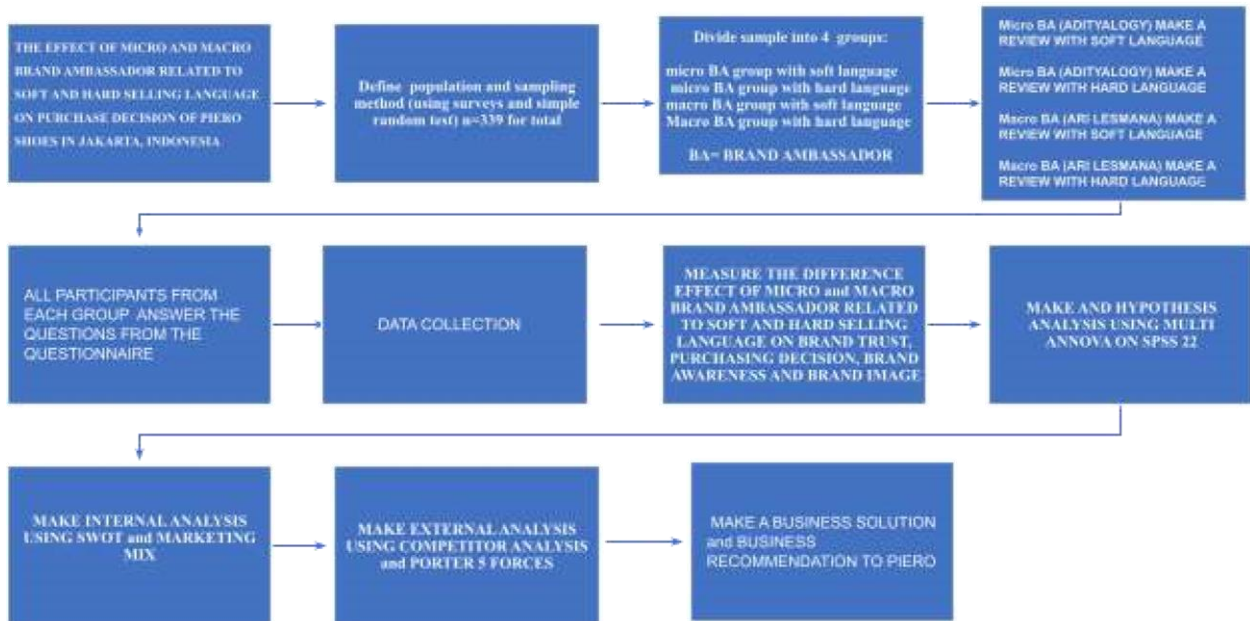 THE EFFECT OF MICRO AND MACRO
BRAND AMBASSADOR RELATED TO
SOFT AND HARD SELLING LANGUAGE
ON PURCHASE DECISION OF PIERO
SHOES IN JAKARTA, INDONESIA
Define population and sampling
method (using surveys and simple
random test) n=339 for total
Divide sample into 4 groups:
micro BA group with soft language
micro BA group with hard language
macro BA group with soft language
Macro BA group with hard language
BA= BRAND AMBASSADOR
Micro BA (ADITYALOGY) MAKE A
REVIEW WITH SOFT LANGUAGE
Micro BA (ADITYALOGY) MAKE A
REVIEW WITH HARD LANGUAGE
Macro BA (ARI LESMANA) MAKE A
REVIEW WITH SOFT LANGUAGE
Macro BA (ARI LESMANA) MAKE A
REVIEW WITH HARD LANGUAGE
ALL PARTICIPANTS FROM
EACH GROUP ANSWER THE
QUESTIONS FROM THE
QUESTIONNAIRE
DATA COLLECTION
MEASURE THE DIFFERENCE
EFFECT OF MICRO and MACRO
BRAND AMBASSADOR RELATED
TO SOFT AND HARD SELLING
LANGUAGE ON BRAND TRUST,
PURCHASING DECISION, BRAND
AWARENESS AND BRAND IMAGE
MAKE AND HYPOTHESIS
ANALYSIS USING MULTI
ANNOVA ON SPSS 22
MAKE INTERNAL ANALYSIS
USING SWOT and MARKETING
MIX
MAKE EXTERNAL ANALYSIS
USING COMPETITOR ANALYSIS
and PORTER 5 FORCES
MAKE A BUSINESS SOLUTION
and BUSINESS
RECOMMENDATION TO PIERO